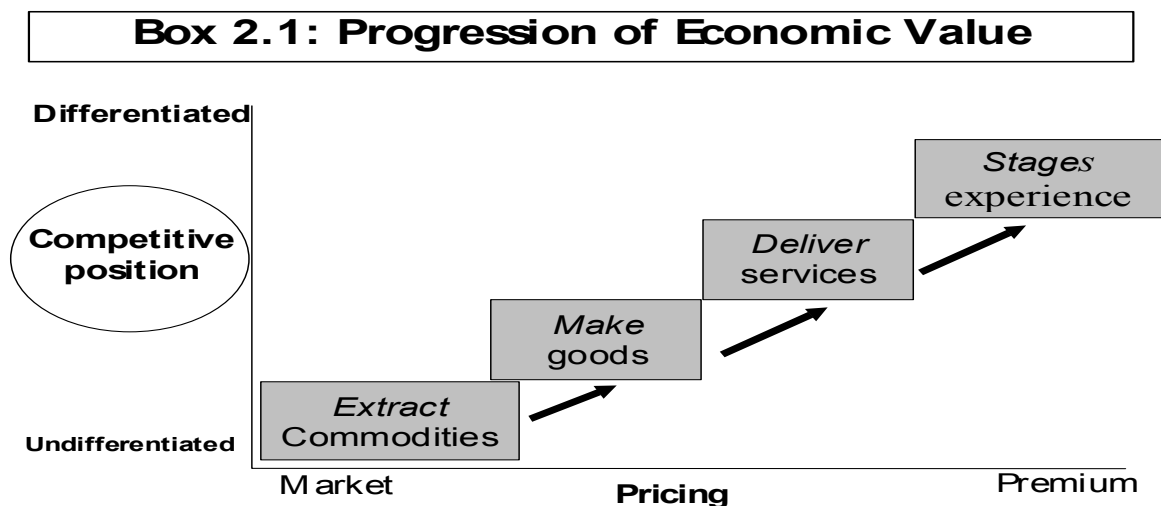 Box 2.1: Progression of Economic Value
Differentiated
Stages
experience
Competitive
position
Deliver
services
Make
goods
Extract
Commodities
Undifferentiated
Market
Pricing
Premium